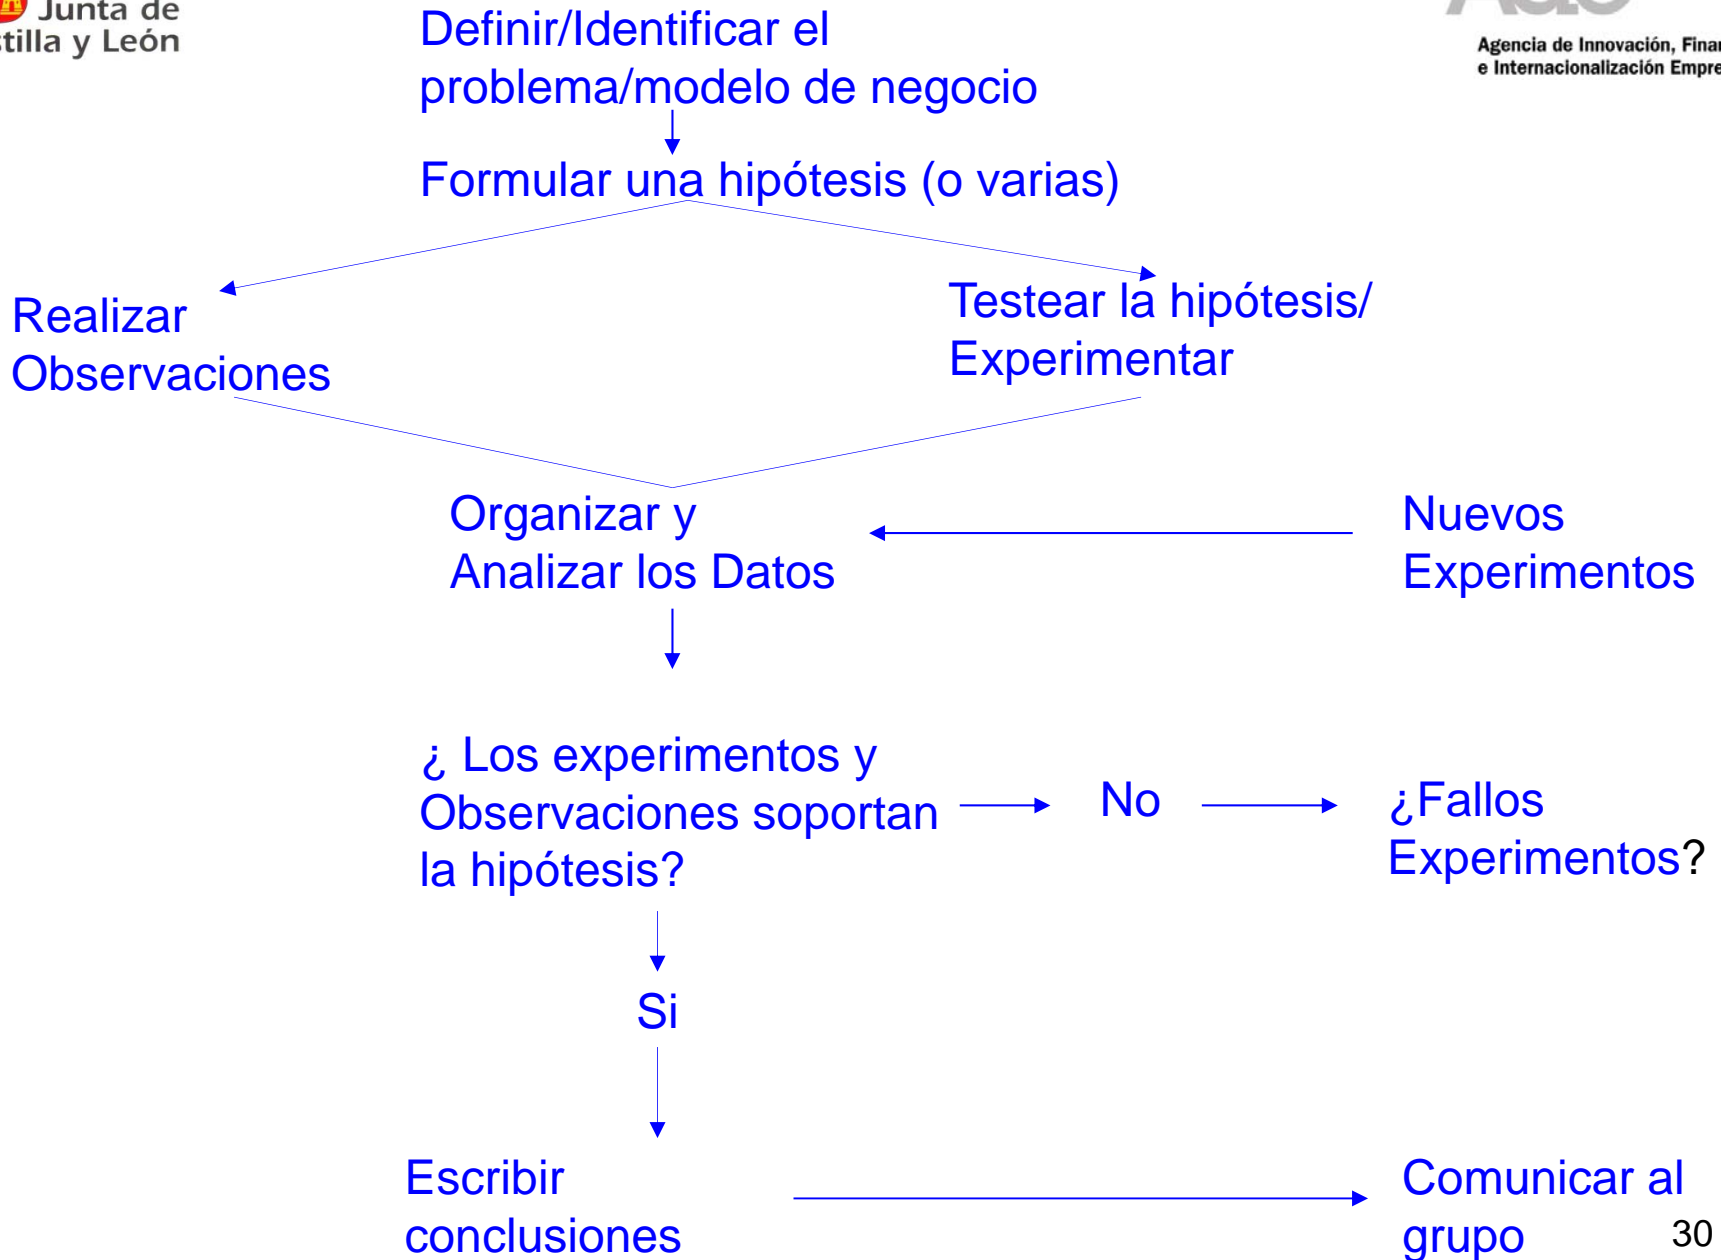 Junta de
tilla y León
Agencia de Innovación, Finan
e Internacionalización Empre
Definir/Identificar el
problema/modelo de negocio
Formular una hipótesis (o varias)
Realizar
Observaciones
Testear la hipótesis/
Experimentar
Organizar y
Analizar los Datos
Nuevos
Experimentos
¿ Los experimentos y
Observaciones soportan
la hipótesis?
No
¿Fallos
Experimentos?
Si
Escribir
conclusiones
Comunicar al
grupo
30